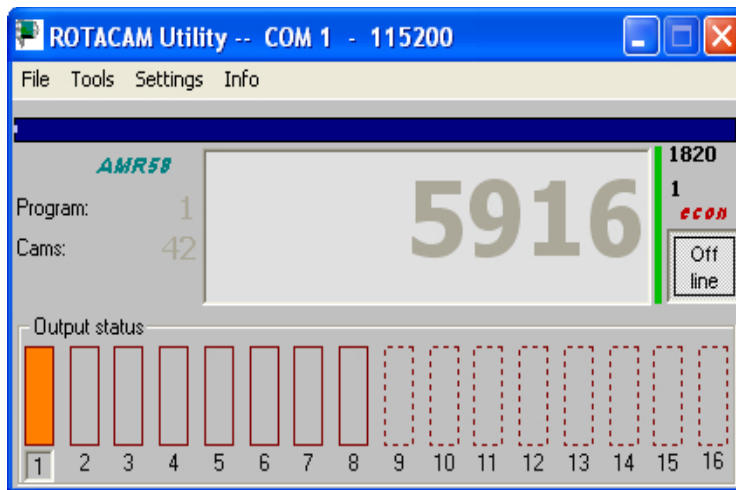 ROTACAM Utility -- COM 1 - 115200
File Tools Settings Info
AMR58
Program: 1
Cams: 42
5916
1820
1
econ
Off
line
Output status
1 2 3 4 5 6 7 8 9 10 11 12 13 14 15 16